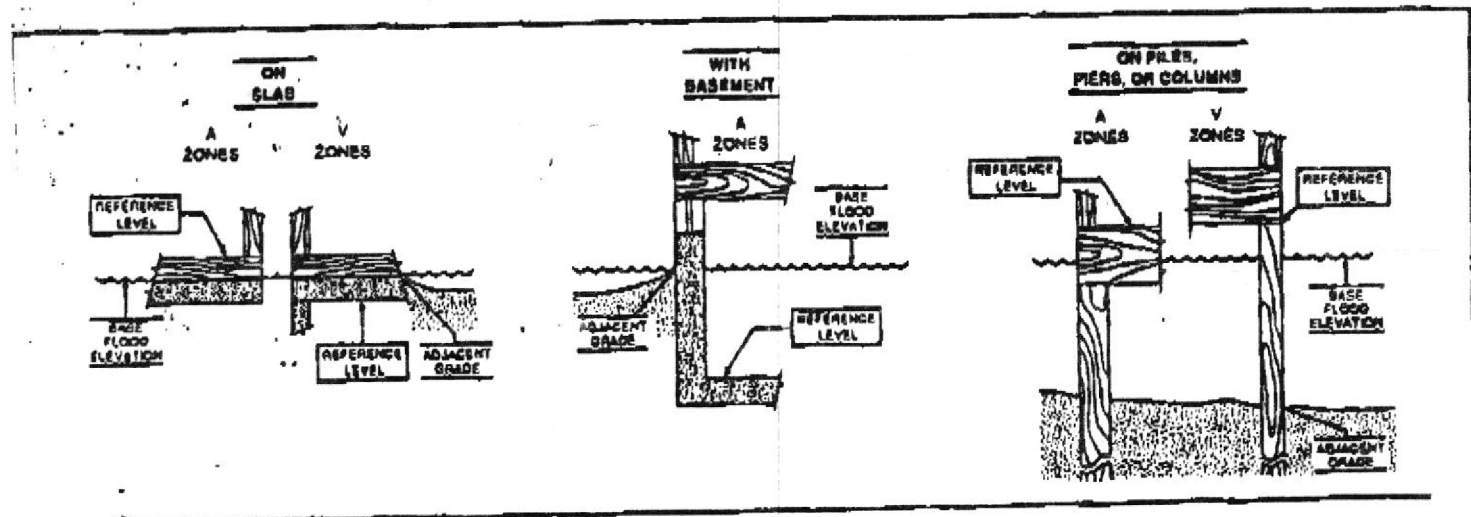 ON
SLAB
A
ZONES
V
ZONES
REFERENCE
LEVEL
BASE
FLOOD
ELEVATION
REFERENCE
LEVEL
ADJACENT
GRADE
WITH
BASEMENT
A
ZONES
BASE
FLOOD
ELEVATION
ADJACENT
GRADE
REFERENCE
LEVEL
ON PILES,
PIERS, OR COLUMNS
A
ZONES
V
ZONES
REFERENCE
LEVEL
REFERENCE
LEVEL
BASE
FLOOD
ELEVATION
ADJACENT
GRADE